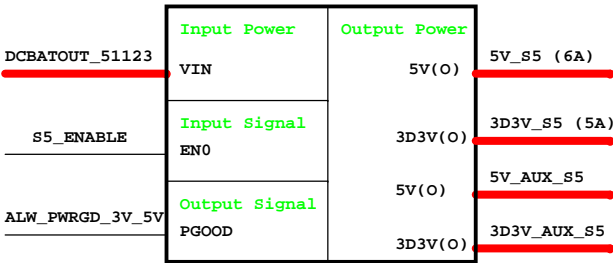 Input Power
Output Power
DCBATOUT_51123
VIN
5V(O)
5V_S5 (6A)
Input Signal
S5_ENABLE
EN0
3D3V(O)
3D3V_S5 (5A)
5V(O)
5V_AUX_S5
Output Signal
ALW_PWRGD_3V_5V
PGOOD
3D3V(O)
3D3V_AUX_S5